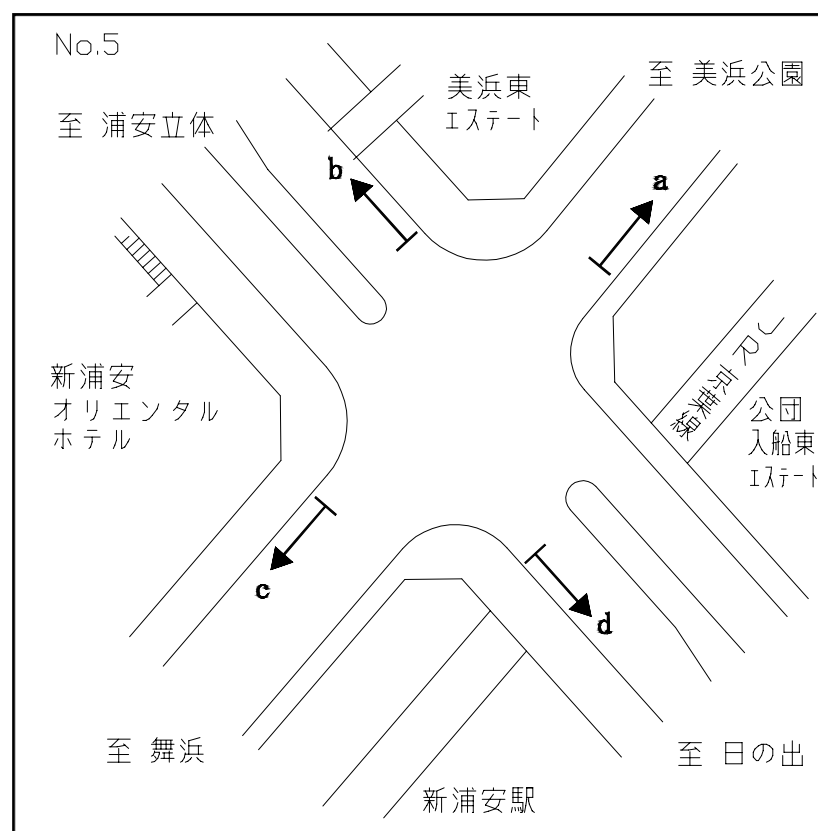 No.5
至 浦安立体
美浜東
エステート
至 美浜公園
b
a
新浦安
オリエンタル
ホテル
JR京葉線
公団
入船東
エステート
c
d
至 舞浜
新浦安駅
至 日の出